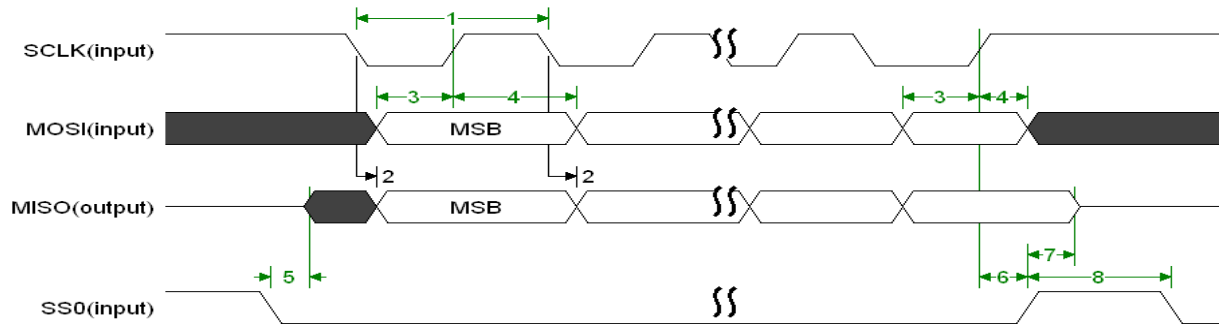 1
SCLK(input)
3 4 3 4
MOSI(input) MSB
2 2
MISO(output) MSB
7
5 6 8
SS0(input)